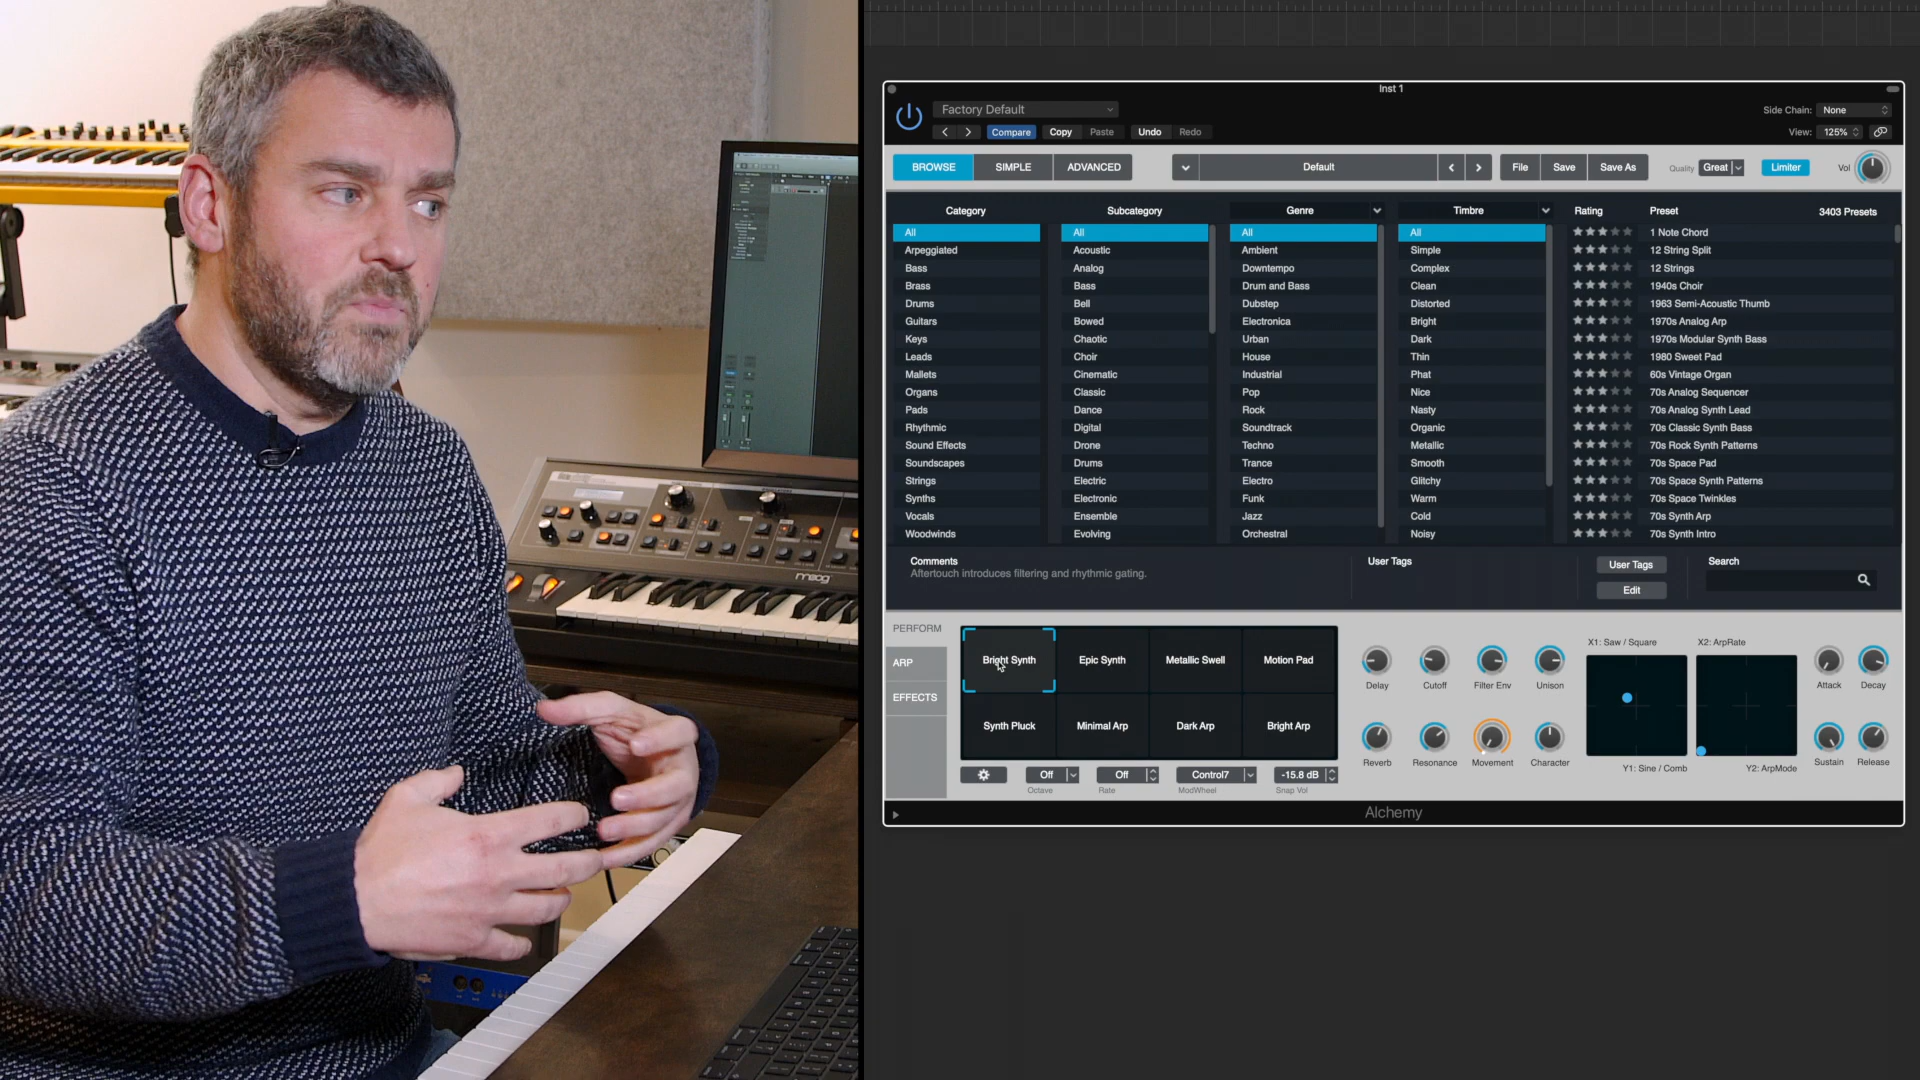 Inst 1
Factory Default
Side Chain: None
Compare Copy Paste Undo Redo
View: 125%
BROWSE SIMPLE ADVANCED Default File Save Save As Quality Great Limiter Vol
Category Subcategory Genre Timbre Rating Preset 3403 Presets
All All All All 1 Note Chord
Arpeggiated Acoustic Ambient Simple 12 String Split
Bass Analog Downtempo Complex 12 Strings
Brass Bass Drum and Bass Clean 1940s Choir
Drums Bell Dubstep Distorted 1963 Semi-Acoustic Thumb
Guitars Bowed Electronica Bright 1970s Analog Arp
Keys Chaotic Urban Dark 1970s Modular Synth Bass
Leads Choir House Thin 1980 Sweet Pad
Mallets Cinematic Industrial Phat 60s Vintage Organ
Organs Classic Pop Nice 70s Analog Sequencer
Pads Dance Rock Nasty 70s Analog Synth Lead
Rhythmic Digital Soundtrack Organic 70s Classic Synth Bass
Sound Effects Drone Techno Metallic 70s Rock Synth Patterns
Soundscapes Drums Trance Smooth 70s Space Pad
Strings Electric Electro Glitchy 70s Space Synth Patterns
Synths Electronic Funk Warm 70s Space Twinkles
Vocals Ensemble Jazz Cold 70s Synth Arp
Woodwinds Evolving Orchestral Noisy 70s Synth Intro
Comments User Tags User Tags Search
Aftertouch introduces filtering and rhythmic gating.
Edit
PERFORM
ARP
EFFECTS
Bright Synth Epic Synth Metallic Swell Motion Pad
Synth Pluck Minimal Arp Dark Arp Bright Arp
Off Off Control7 -15.8 dB
Octave Rate ModWheel Snap Vol
Delay Cutoff Filter Env Unison
Reverb Resonance Movement Character
X1: Saw / Square X2: ArpRate
Y1: Sine / Comb Y2: ArpMode
Attack Decay
Sustain Release
Alchemy
moog